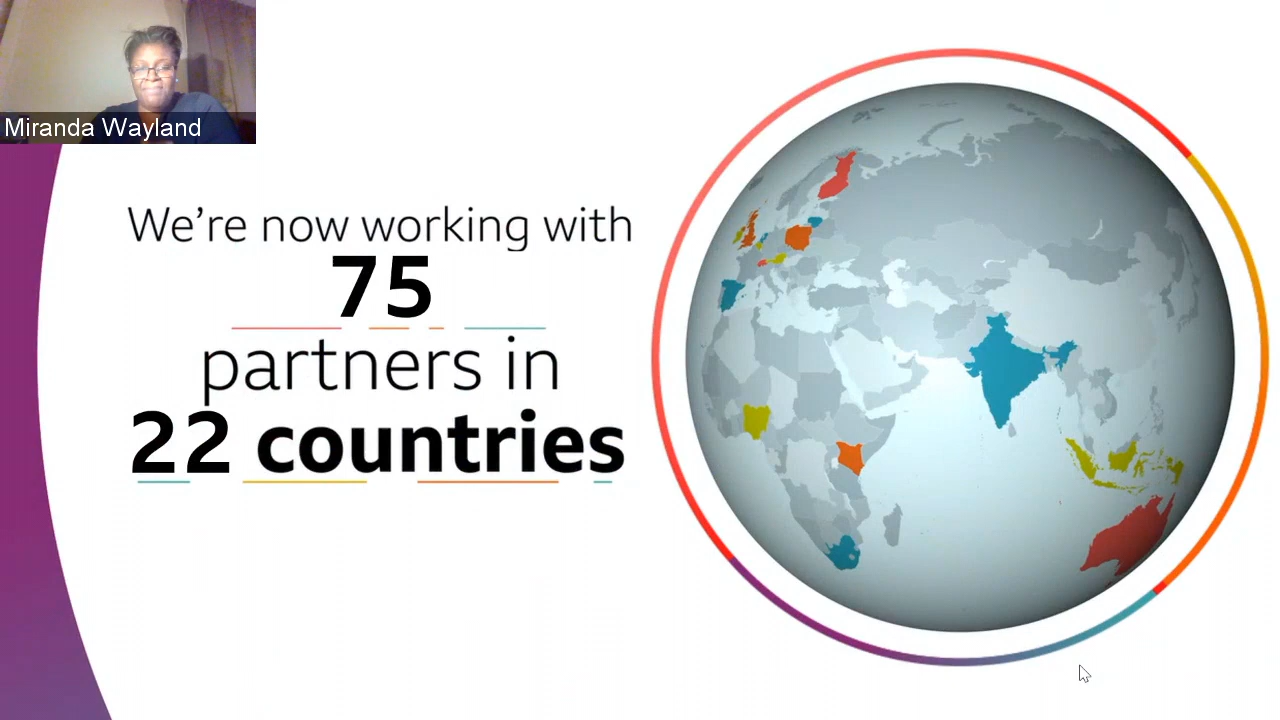 Miranda Wayland
We’re now working with
75
partners in
22 countries